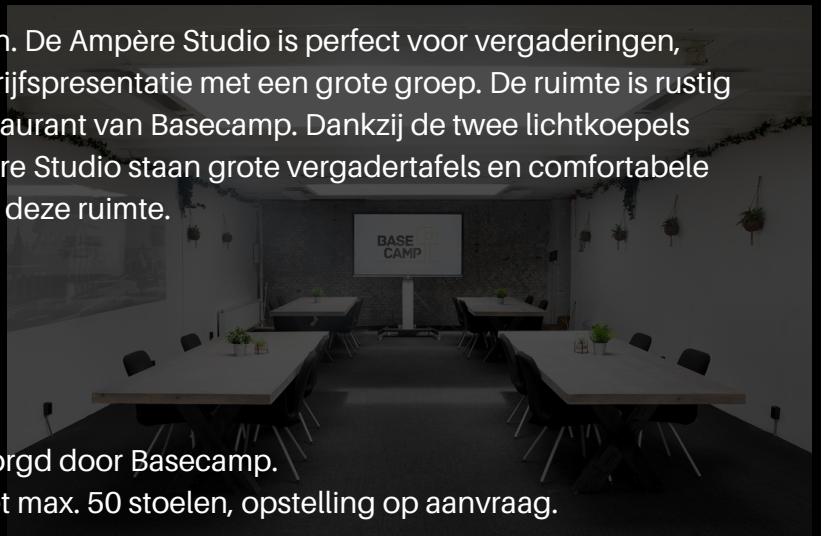 n. De Ampère Studio is perfect voor vergaderingen,
rijfspresentatie met een grote groep. De ruimte is rustig
aurant van Basecamp. Dankzij de twee lichtkoepels
re Studio staan grote vergadertafels en comfortabele
deze ruimte.
BASE
CAMP
orgd door Basecamp.
t max. 50 stoelen, opstelling op aanvraag.